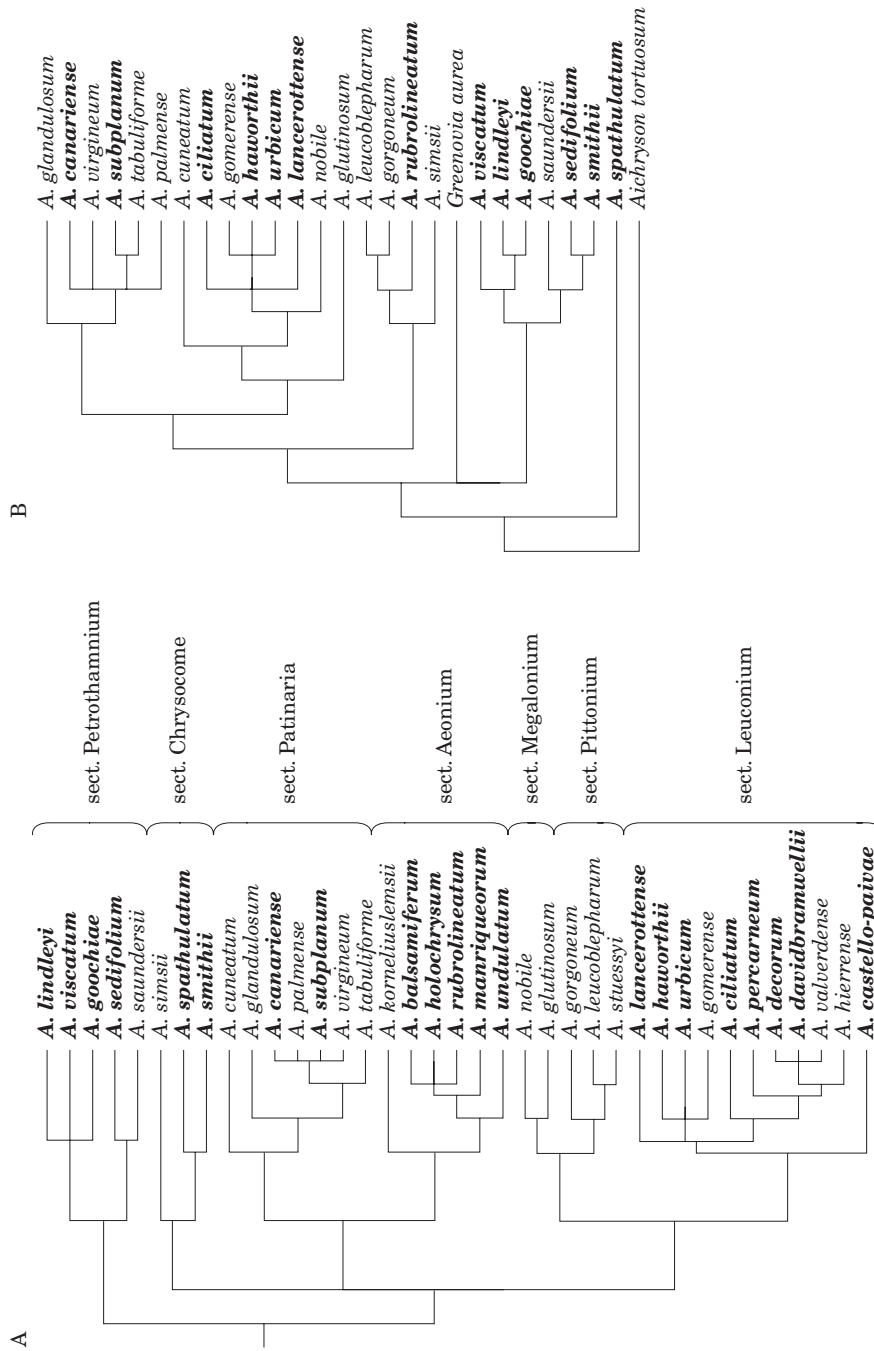 A
A. lindleyi
A. viscatum
A. goochiae
A. sedifolium
A. saundersii
A. simsii
A. spathulatum
A. smithii
A. cuneatum
A. glandulosum
A. canariense
A. palmense
A. subplanum
A. virgineum
A. tabuliforme
A. korneliuslemsii
A. balsamiferum
A. holochrysum
A. rubrolineatum
A. manriqueorum
A. undulatum
A. nobile
A. glutinosum
A. gorgoneum
A. leucoblepharum
A. stuessyi
A. lancerottense
A. haworthii
A. urbicum
A. gomerense
A. ciliatum
A. percarneum
A. decorum
A. davidbramwellii
A. valverdense
A. hierrense
A. castello-paivae
sect. Petrothamnium
sect. Chrysocome
sect. Patinaria
sect. Aeonium
sect. Megalonium
sect. Pittonium
sect. Leuconium
B
A. glandulosum
A. canariense
A. virgineum
A. subplanum
A. tabuliforme
A. palmense
A. cuneatum
A. ciliatum
A. gomerense
A. haworthii
A. urbicum
A. lancerottense
A. nobile
A. glutinosum
A. leucoblepharum
A. gorgoneum
A. rubrolineatum
A. simsii
Greenovia aurea
A. viscatum
A. lindleyi
A. goochiae
A. saundersii
A. sedifolium
A. smithii
A. spathulatum
Aichryson tortuosum